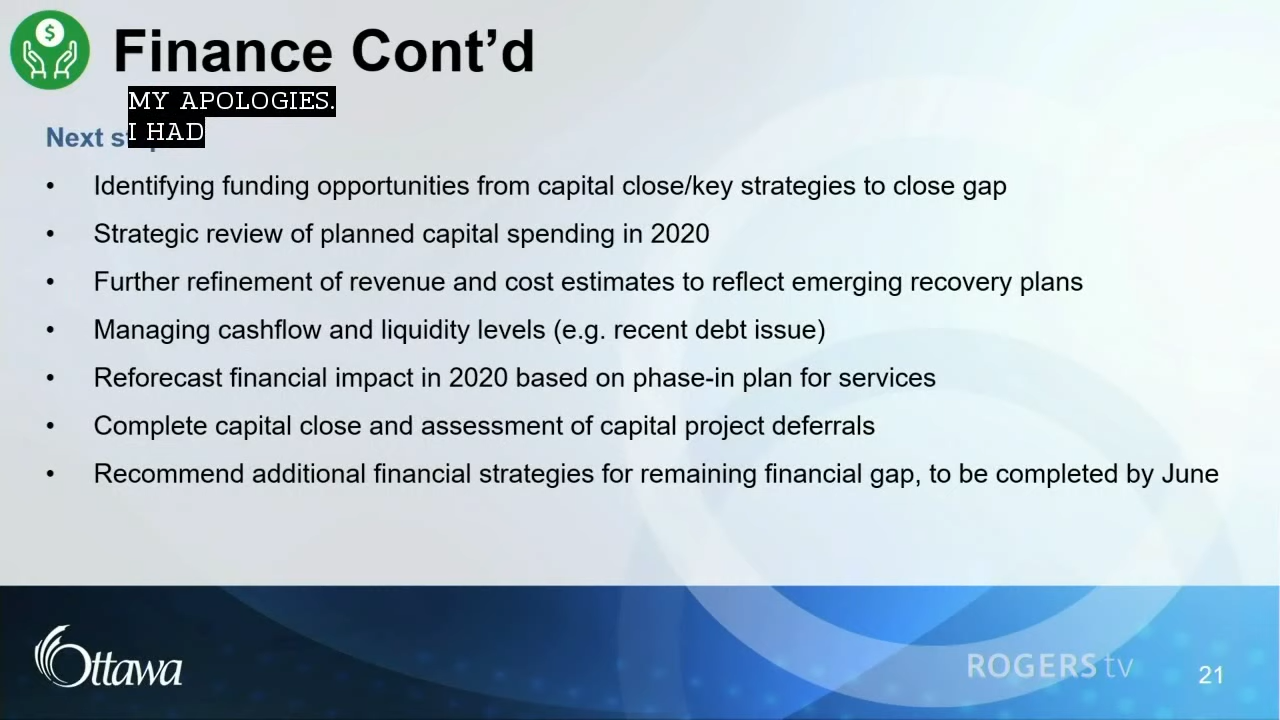 $
Finance Cont’d
MY APOLOGIES.
I HAD
Next
• Identifying funding opportunities from capital close/key strategies to close gap
• Strategic review of planned capital spending in 2020
• Further refinement of revenue and cost estimates to reflect emerging recovery plans
• Managing cashflow and liquidity levels (e.g. recent debt issue)
• Reforecast financial impact in 2020 based on phase-in plan for services
• Complete capital close and assessment of capital project deferrals
• Recommend additional financial strategies for remaining financial gap, to be completed by June
Ottawa
ROGERS tv
21